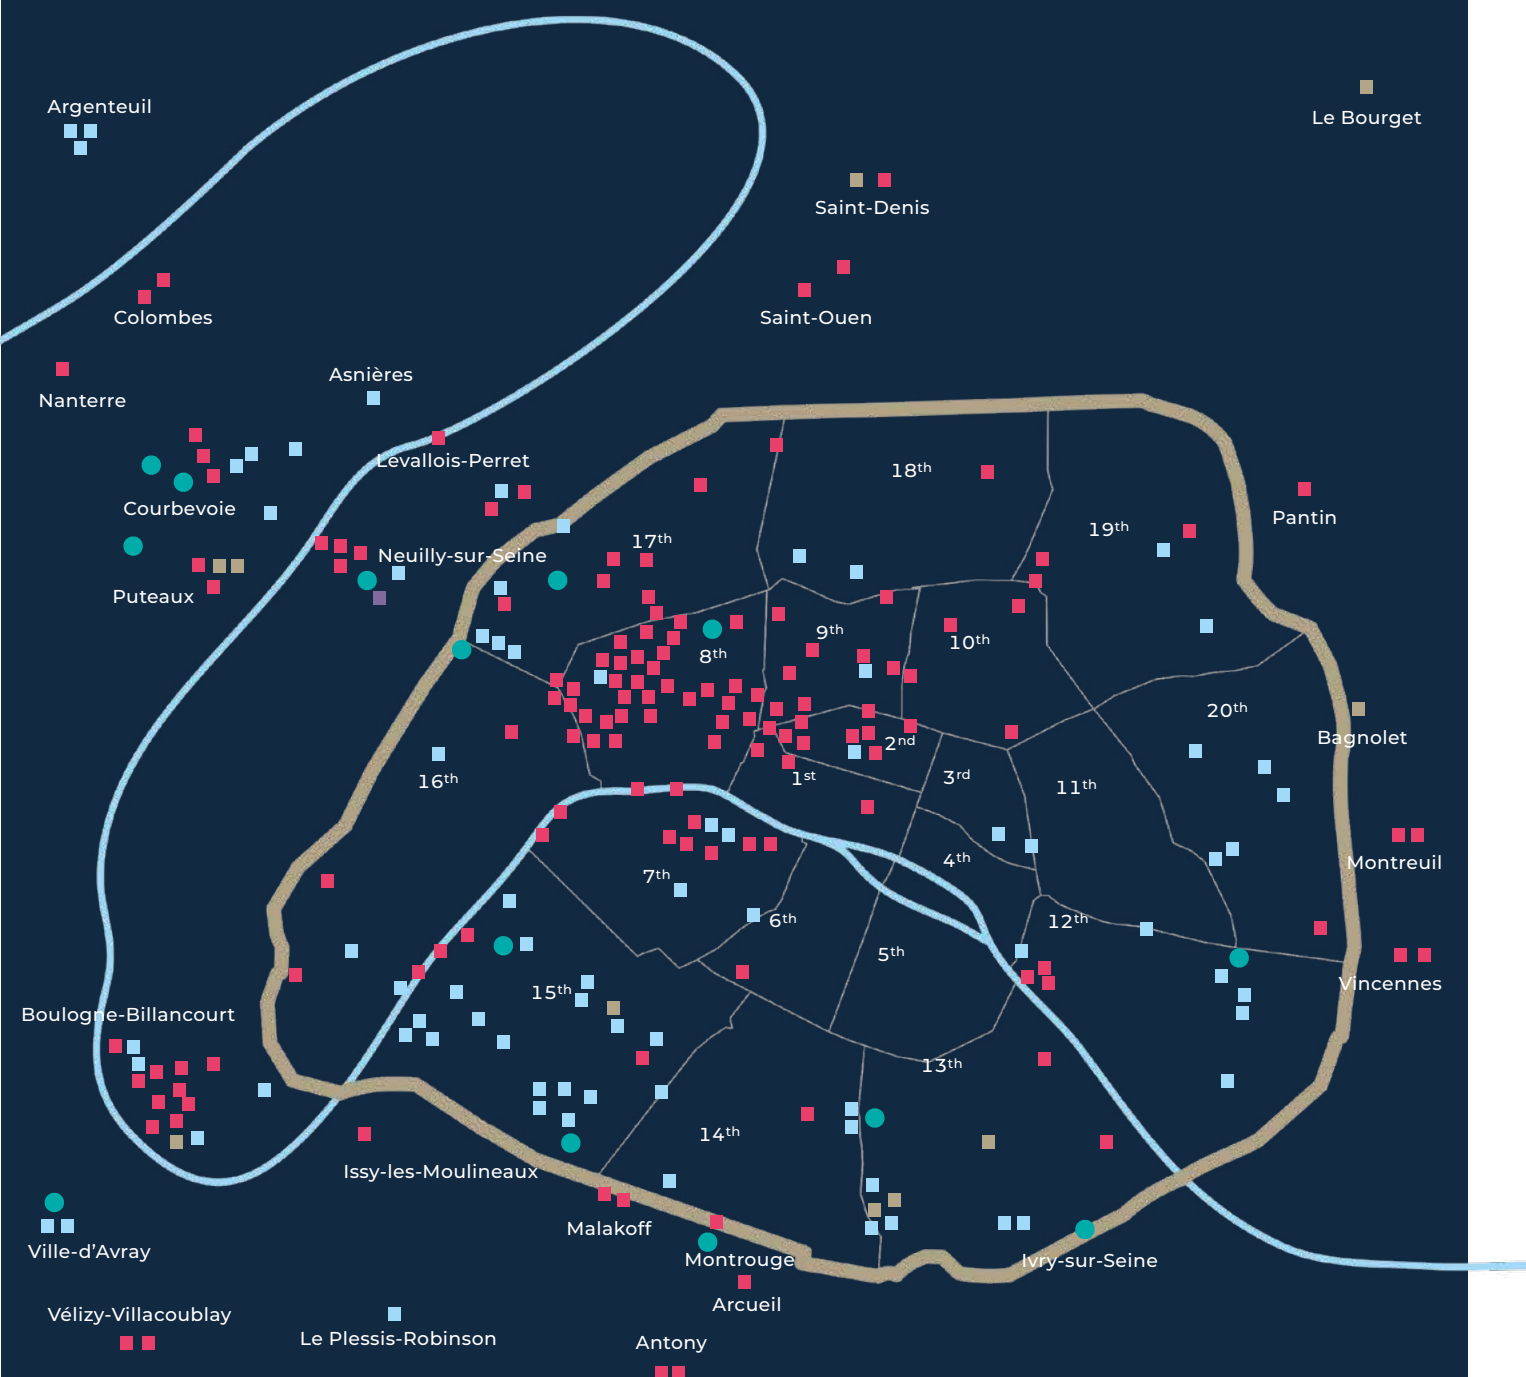 Argenteuil
Le Bourget
Saint-Denis
Colombes
Saint-Ouen
Asnières
Nanterre
Levallois-Perret
18th
Courbevoie
Pantin
19th
17th
Neuilly-sur-Seine
Puteaux
9th
10th
8th
20th
Bagnolet
2nd
16th
1st
3rd
11th
Montreuil
4th
7th
6th
12th
5th
Vincennes
15th
Boulogne-Billancourt
13th
14th
Issy-les-Moulineaux
Malakoff
Ville-d’Avray
Montrouge
Ivry-sur-Seine
Arcueil
Vélizy-Villacoublay
Le Plessis-Robinson
Antony